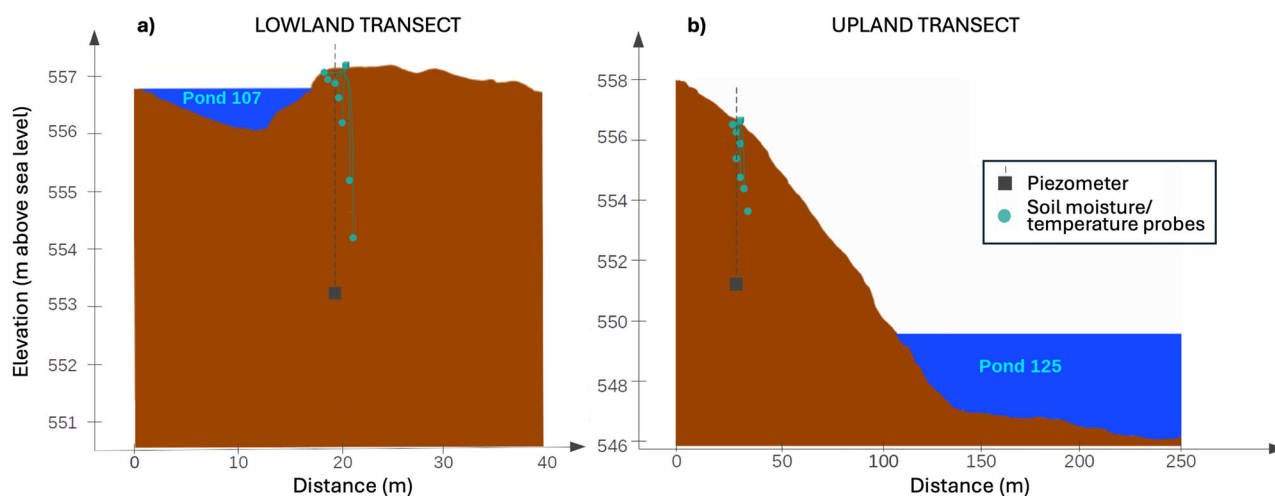 a)
LOWLAND TRANSECT
Elevation (m above sea level)
557
556
555
554
553
552
551
Pond 107
0
10
20
30
40
Distance (m)
b)
UPLAND TRANSECT
558
556
554
552
550
548
546
Pond 125
0
50
100
150
200
250
Distance (m)
Piezometer
Soil moisture/
temperature probes